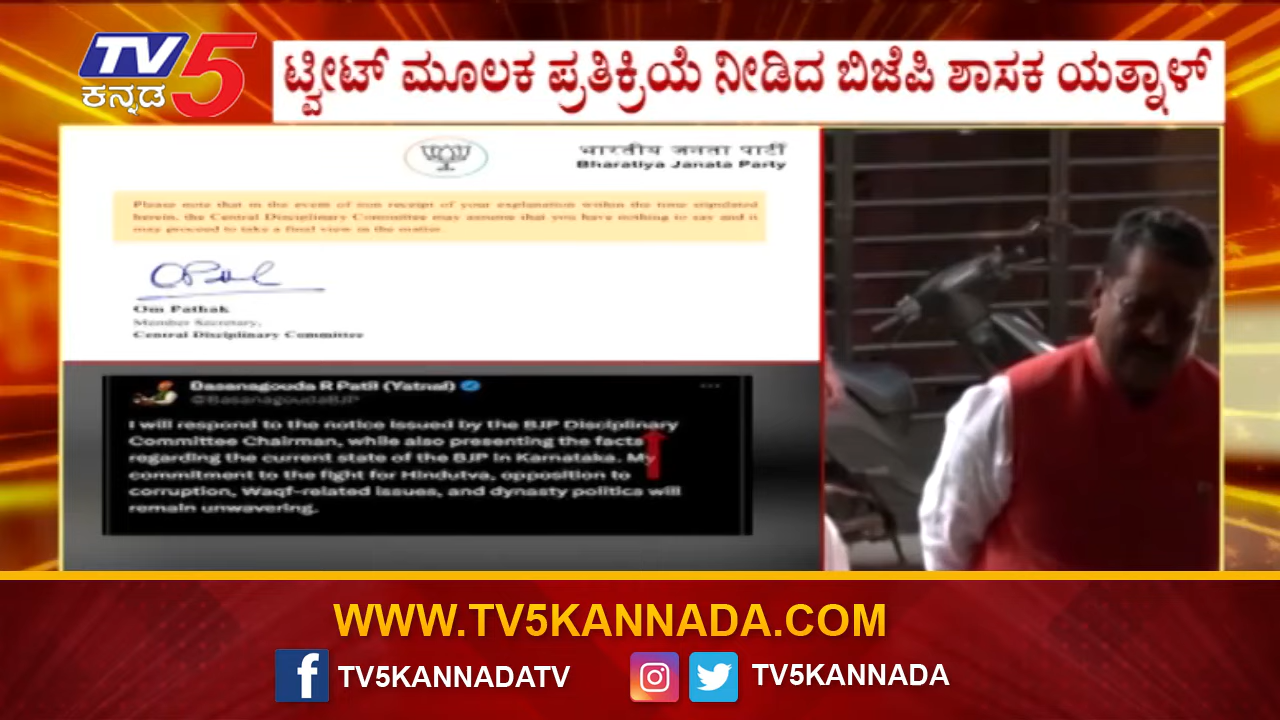 TV5
ಕನ್ನಡ
ಟ್ವೀಟ್ ಮೂಲಕ ಪ್ರತಿಕ್ರಿಯೆ ನೀಡಿದ ಬಿಜೆಪಿ ಶಾಸಕ ಯತ್ನಾಳ್
भारतीय जनता पार्टी
Bharatiya Janata Party
Please note that in the event of non receipt of your explanation within the time stipulated
herein, the Central Disciplinary Committee may assume that you have nothing to say and it
may proceed to take a final view in the matter.
Om Pathak
Member Secretary,
Central Disciplinary Committee
Basanagouda R Patil (Yatnal)
@BasanagoudaBJP
I will respond to the notice issued by the BJP Disciplinary
Committee Chairman, while also presenting the facts
regarding the current state of the BJP in Karnataka. My
commitment to the fight for Hindutva, opposition to
corruption, Waqf-related issues, and dynasty politics will
remain unwavering.
WWW.TV5KANNADA.COM
TV5KANNADATV
TV5KANNADA